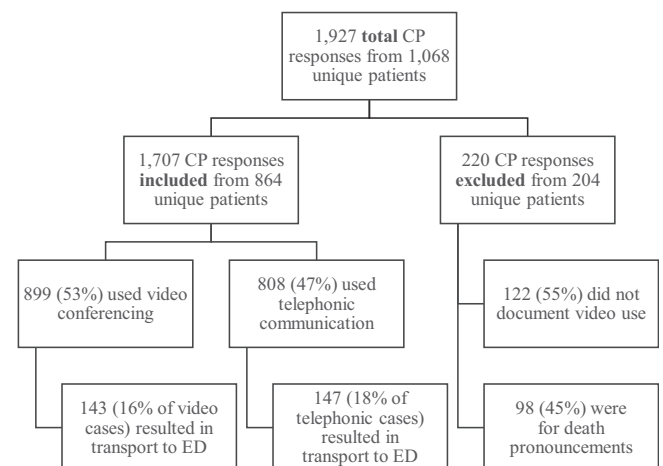 1,927 total CP
responses from 1,068
unique patients
1,707 CP responses
included from 864
unique patients
220 CP responses
excluded from 204
unique patients
899 (53%) used video
conferencing
808 (47%) used
telephonic
communication
122 (55%) did not
document video use
143 (16% of video
cases) resulted in
transport to ED
147 (18% of
telephonic cases)
resulted in
transport to ED
98 (45%) were
for death
pronouncements